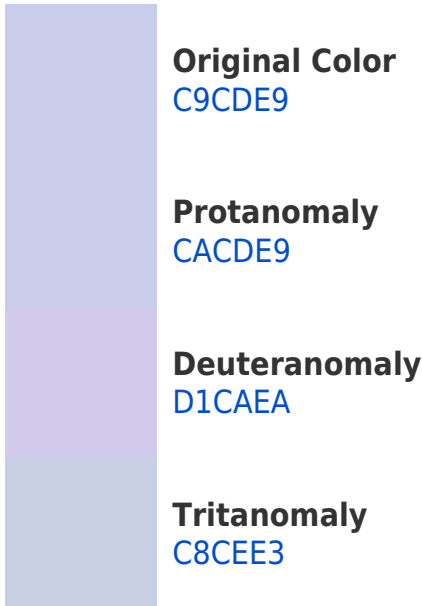 Original Color
C9CDE9
Protanomaly
CACDE9
Deuteranomaly
D1CAEA
Tritanomaly
C8CEE3